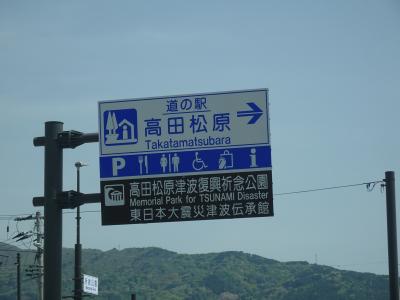 道の駅
高田松原
Takatamatsubara
P
i
高田松原津波復興祈念公園
Memorial Park for TSUNAMI Disaster
東日本大震災津波伝承館